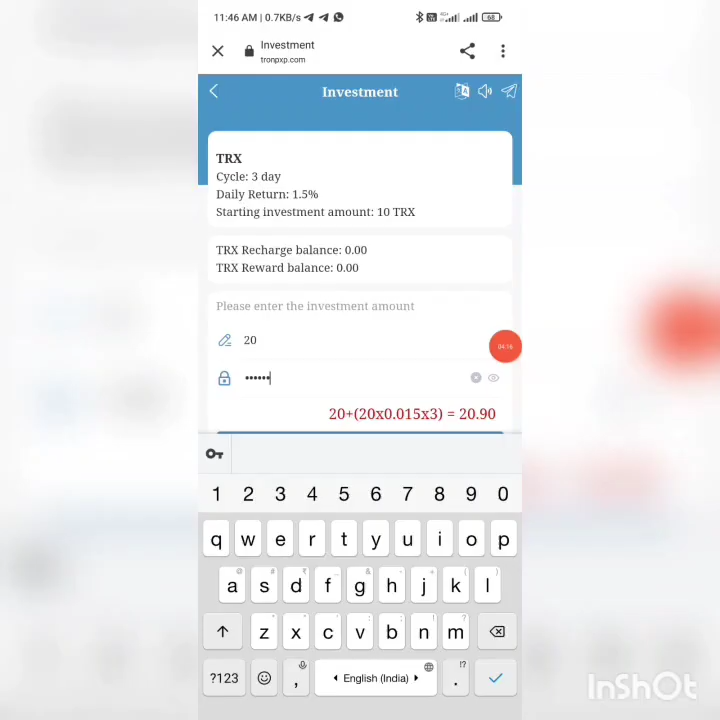 11:46 AM | 0.7KB/s
68
Investment
tronpxp.com
Investment
TRX
Cycle: 3 day
Daily Return: 1.5%
Starting investment amount: 10 TRX
TRX Recharge balance: 0.00
TRX Reward balance: 0.00
Please enter the investment amount
20
04:16
••••••
20+(20x0.015x3) = 20.90
1 2 3 4 5 6 7 8 9 0
q w e r t y u i o p
a s d f g h j k l
z x c v b n m
?123 , English (India) . !?
InShOt